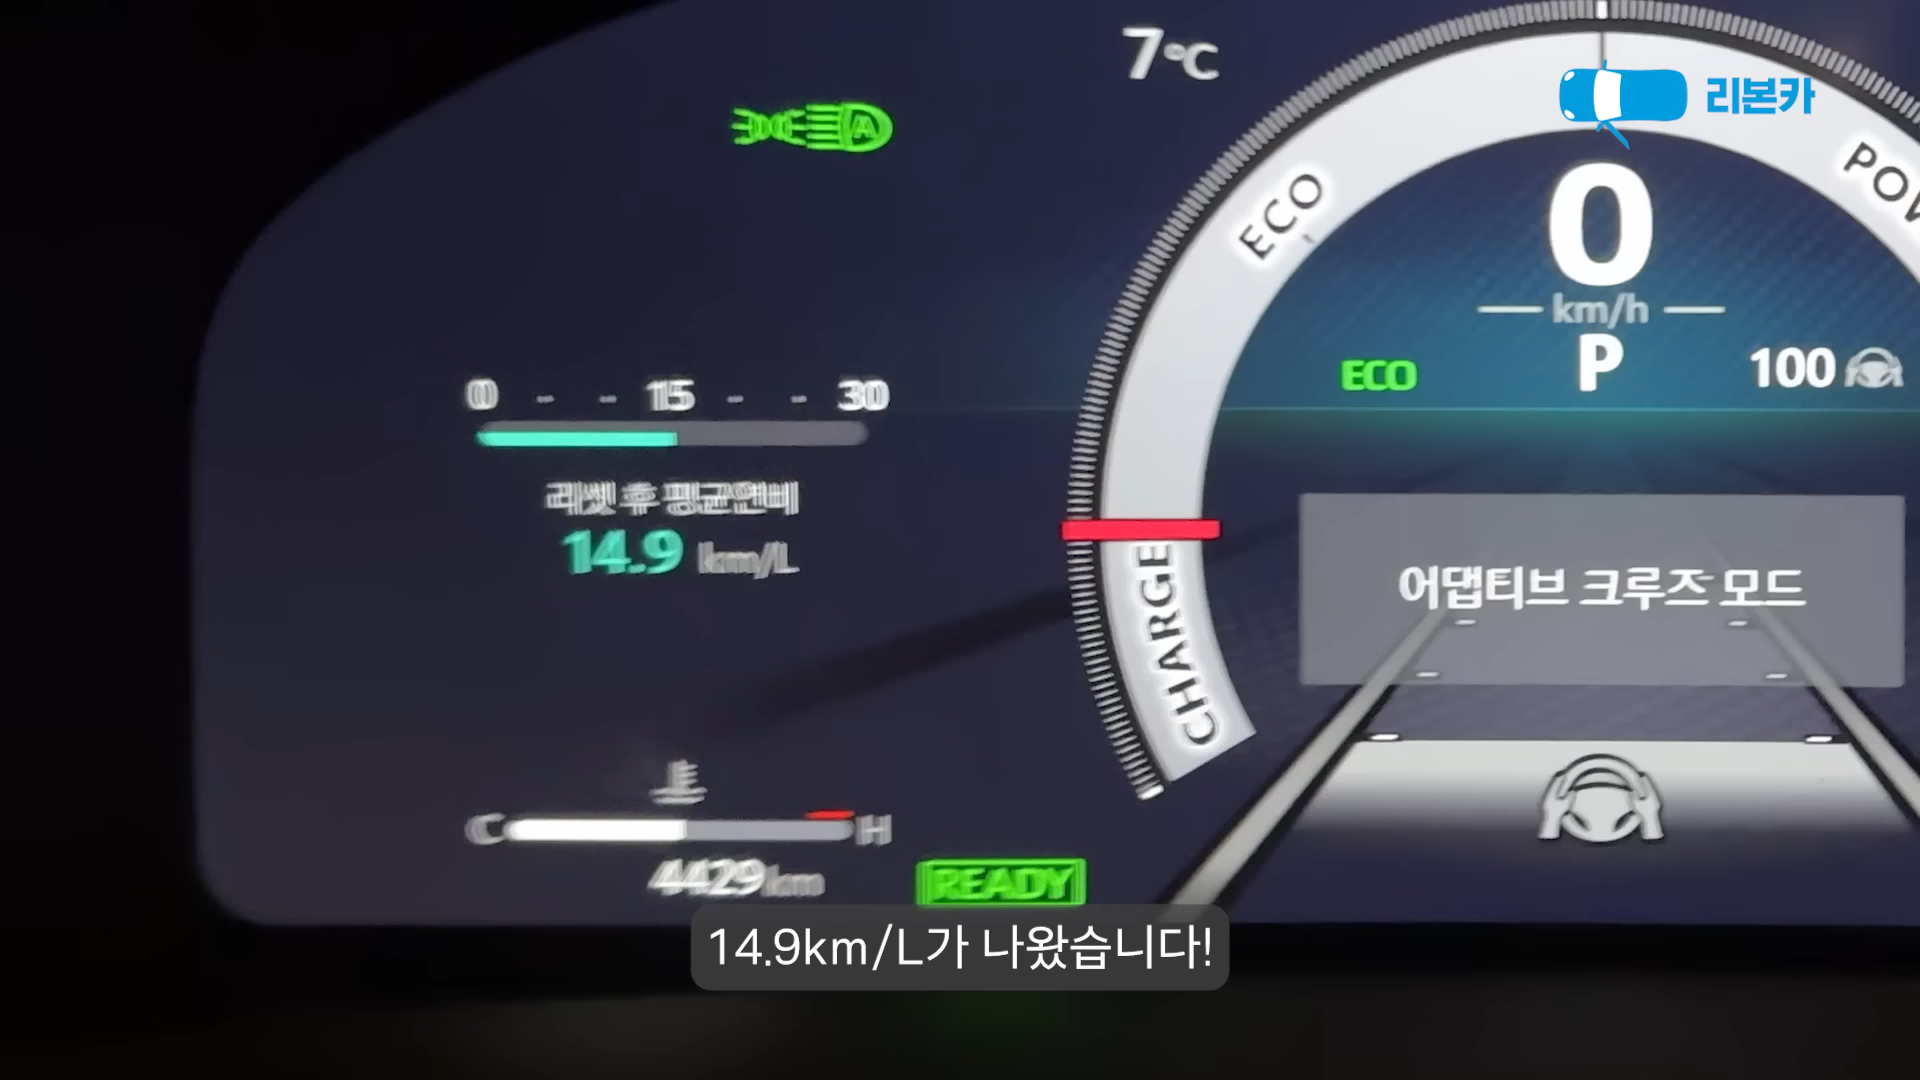 7°C
리본카
A
ECO
POW
0
km/h
P
ECO
100
0 - - 15 - - 30
리셋 후 평균연비
14.9 km/L
어댑티브 크루즈 모드
CHARGE
C H
4429km
READY
14.9km/L가 나왔습니다!